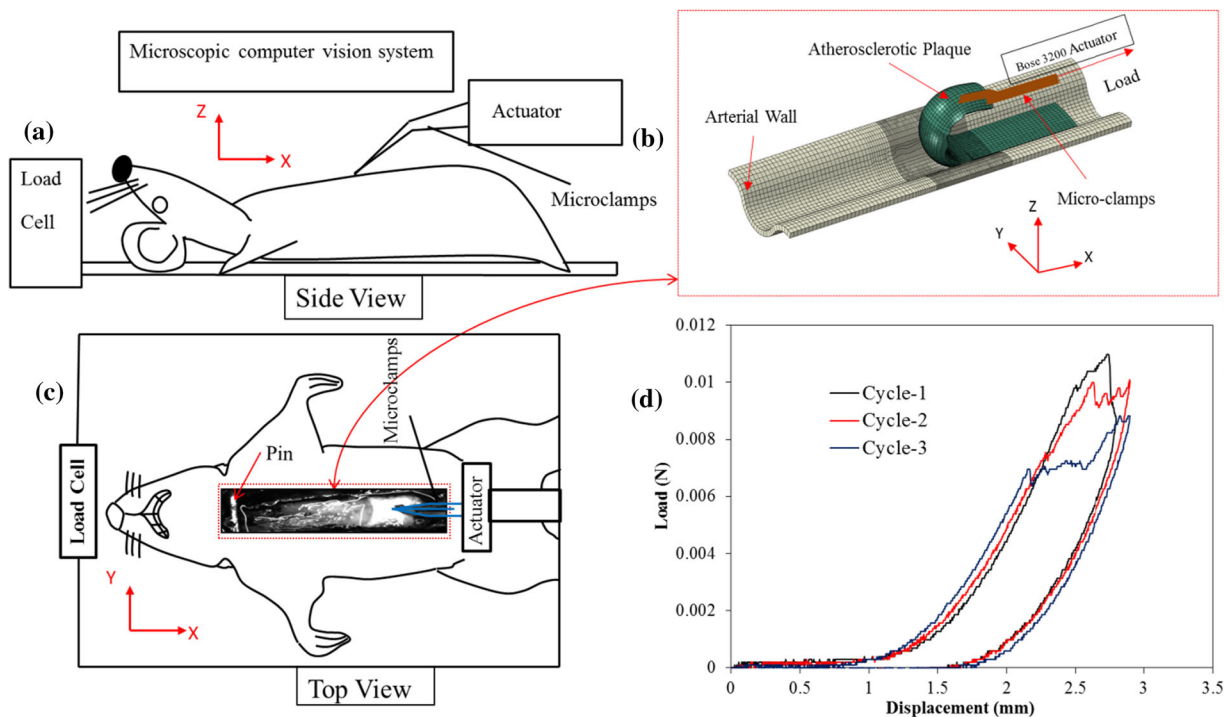 (a)
Microscopic computer vision system
Z
X
Actuator
Load
Cell
Microclamps
Side View
(b)
Atherosclerotic Plaque
Bose 3200 Actuator
Load
Arterial Wall
Micro-clamps
Z
Y
X
(c)
Microclamps
Pin
Load Cell
Actuator
Y
X
Top View
(d)
0.012
0.01
0.008
0.006
0.004
0.002
0
Load (N)
Cycle-1
Cycle-2
Cycle-3
0 0.5 1 1.5 2 2.5 3 3.5
Displacement (mm)